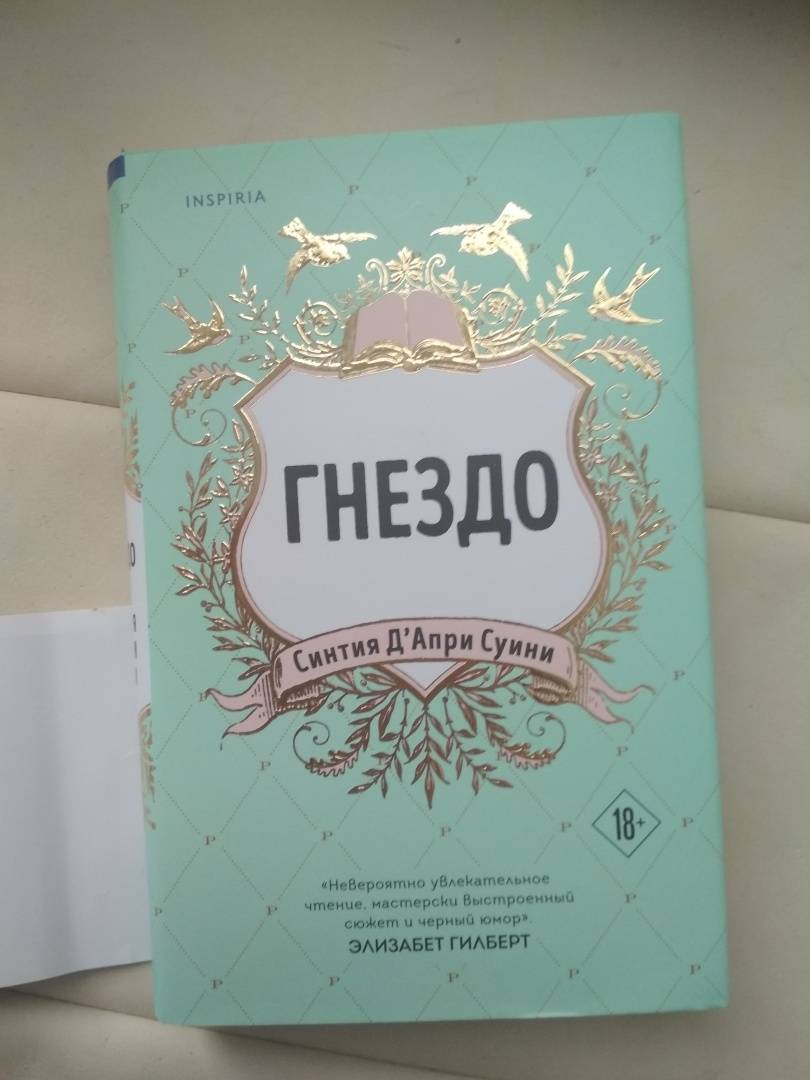 INSPIRIA
ГНЕЗДО
Синтия Д’Апри Суини
18+
«Невероятно увлекательное
чтение, мастерски выстроенный
сюжет и черный юмор».
ЭЛИЗАБЕТ ГИЛБЕРТ